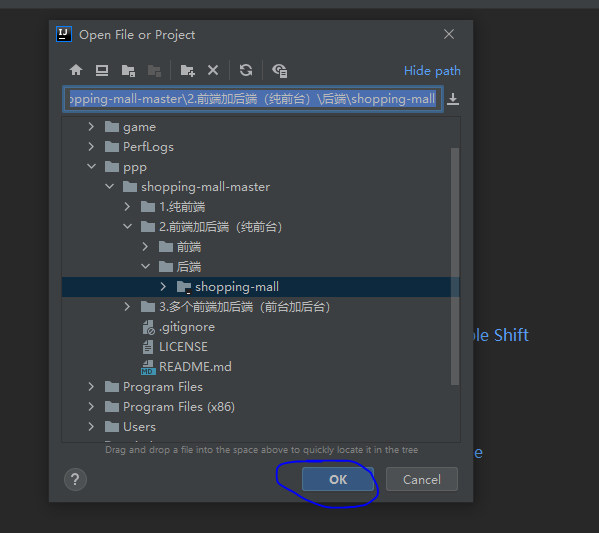 Open File or Project
Hide path
opping-mall-master\2.前端加后端（纯前台）\后端\shopping-mall
game
PerfLogs
ppp
shopping-mall-master
1.纯前端
2.前端加后端（纯前台）
前端
后端
shopping-mall
3.多个前端加后端（前台加后台）
.gitignore
LICENSE
MD README.md
Program Files
Program Files (x86)
Users
Drag and drop a file into the space above to quickly locate it in the tree
? OK Cancel
ble Shift
e